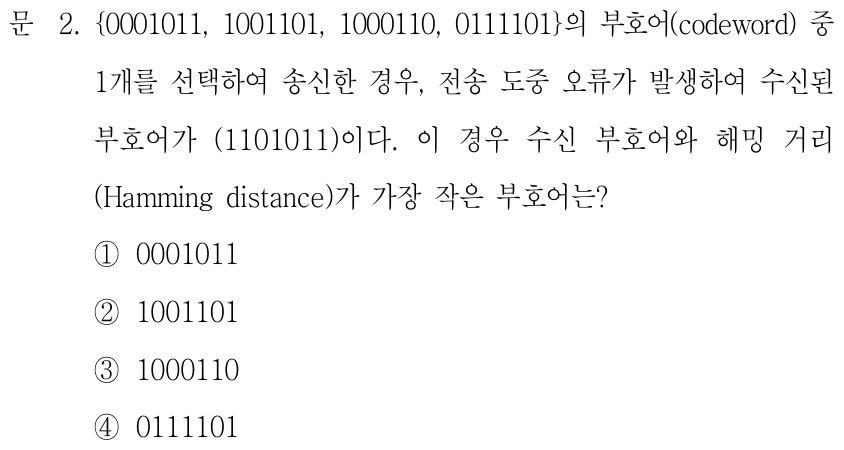 문 2. {0001011, 1001101, 1000110, 0111101}의 부호어(codeword) 중
1개를 선택하여 송신한 경우, 전송 도중 오류가 발생하여 수신된
부호어가 (1101011)이다. 이 경우 수신 부호어와 해밍 거리
(Hamming distance)가 가장 작은 부호어는?
① 0001011
② 1001101
③ 1000110
④ 0111101